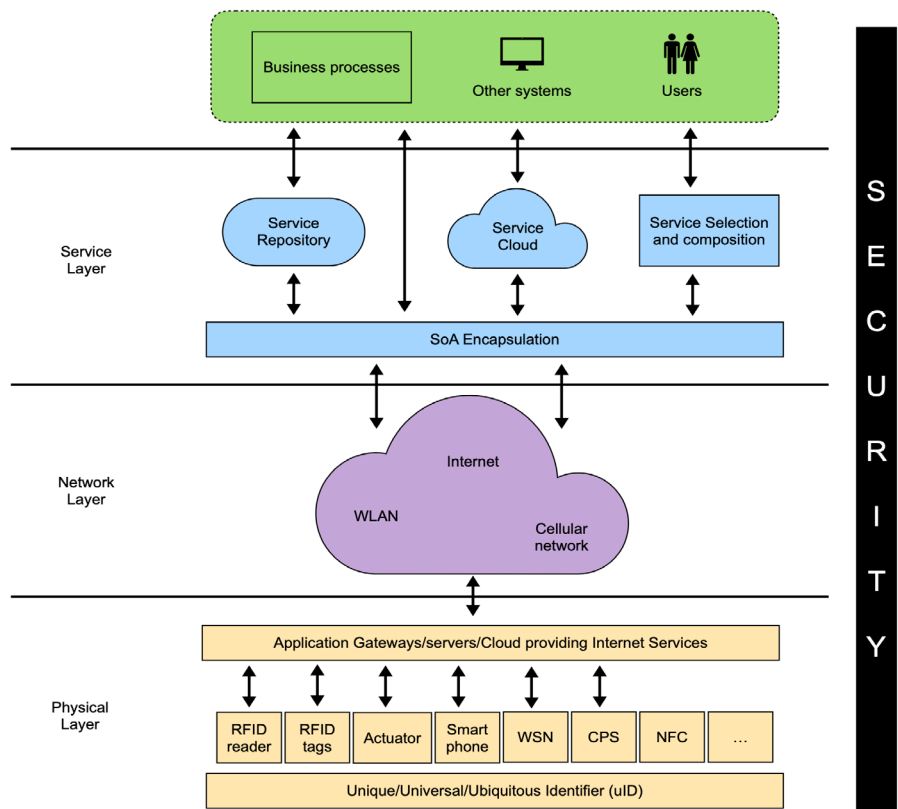 Business processes
Other systems
Users
Service
Layer
Service
Repository
Service
Cloud
Service Selection
and composition
SoA Encapsulation
Network
Layer
Internet
WLAN
Cellular
network
Physical
Layer
Application Gateways/servers/Cloud providing Internet Services
RFID
reader
RFID
tags
Actuator
Smart
phone
WSN
CPS
NFC
...
Unique/Universal/Ubiquitous Identifier (uID)
S
E
C
U
R
I
T
Y